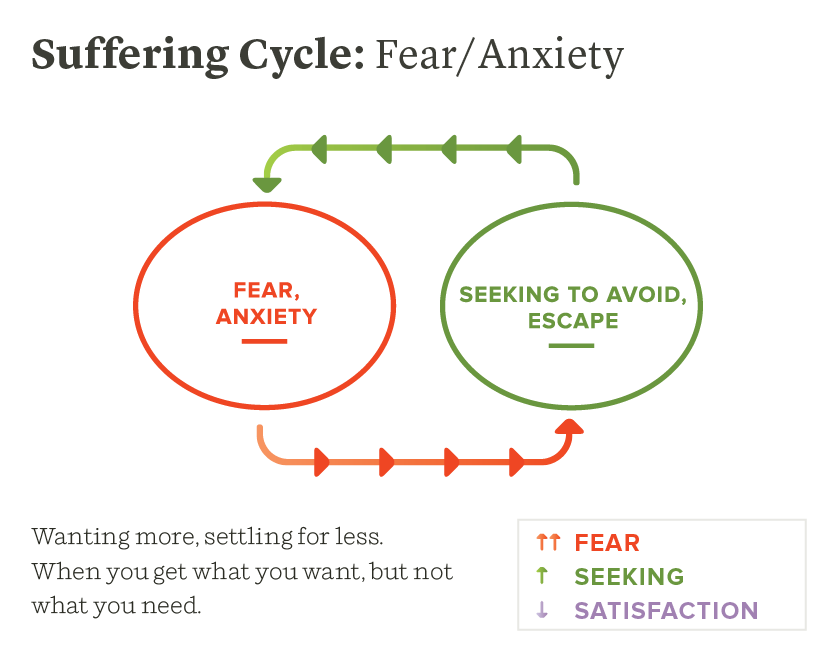 Suffering Cycle: Fear/Anxiety
FEAR,
ANXIETY
SEEKING TO AVOID,
ESCAPE
Wanting more, settling for less.
When you get what you want, but not
what you need.
↑↑ FEAR
↑ SEEKING
↓ SATISFACTION